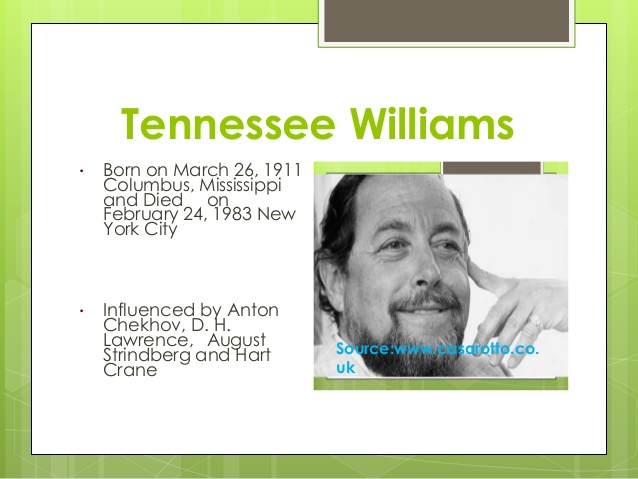 Tennessee Williams
• Born on March 26, 1911
Columbus, Mississippi
and Died on
February 24, 1983 New
York City
• Influenced by Anton
Chekhov, D. H.
Lawrence, August
Strindberg and Hart
Crane
Source:www.casarotto.co.
uk